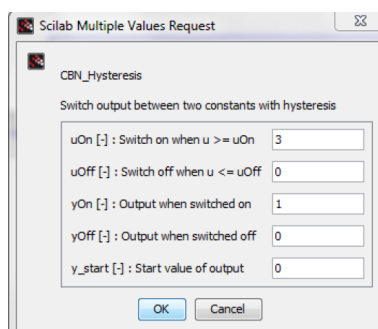 Scilab Multiple Values Request
CBN_Hysteresis
Switch output between two constants with hysteresis
uOn [-] : Switch on when u >= uOn 3
uOff [-] : Switch off when u <= uOff 0
yOn [-] : Output when switched on 1
yOff [-] : Output when switched off 0
y_start [-] : Start value of output 0
OK Cancel